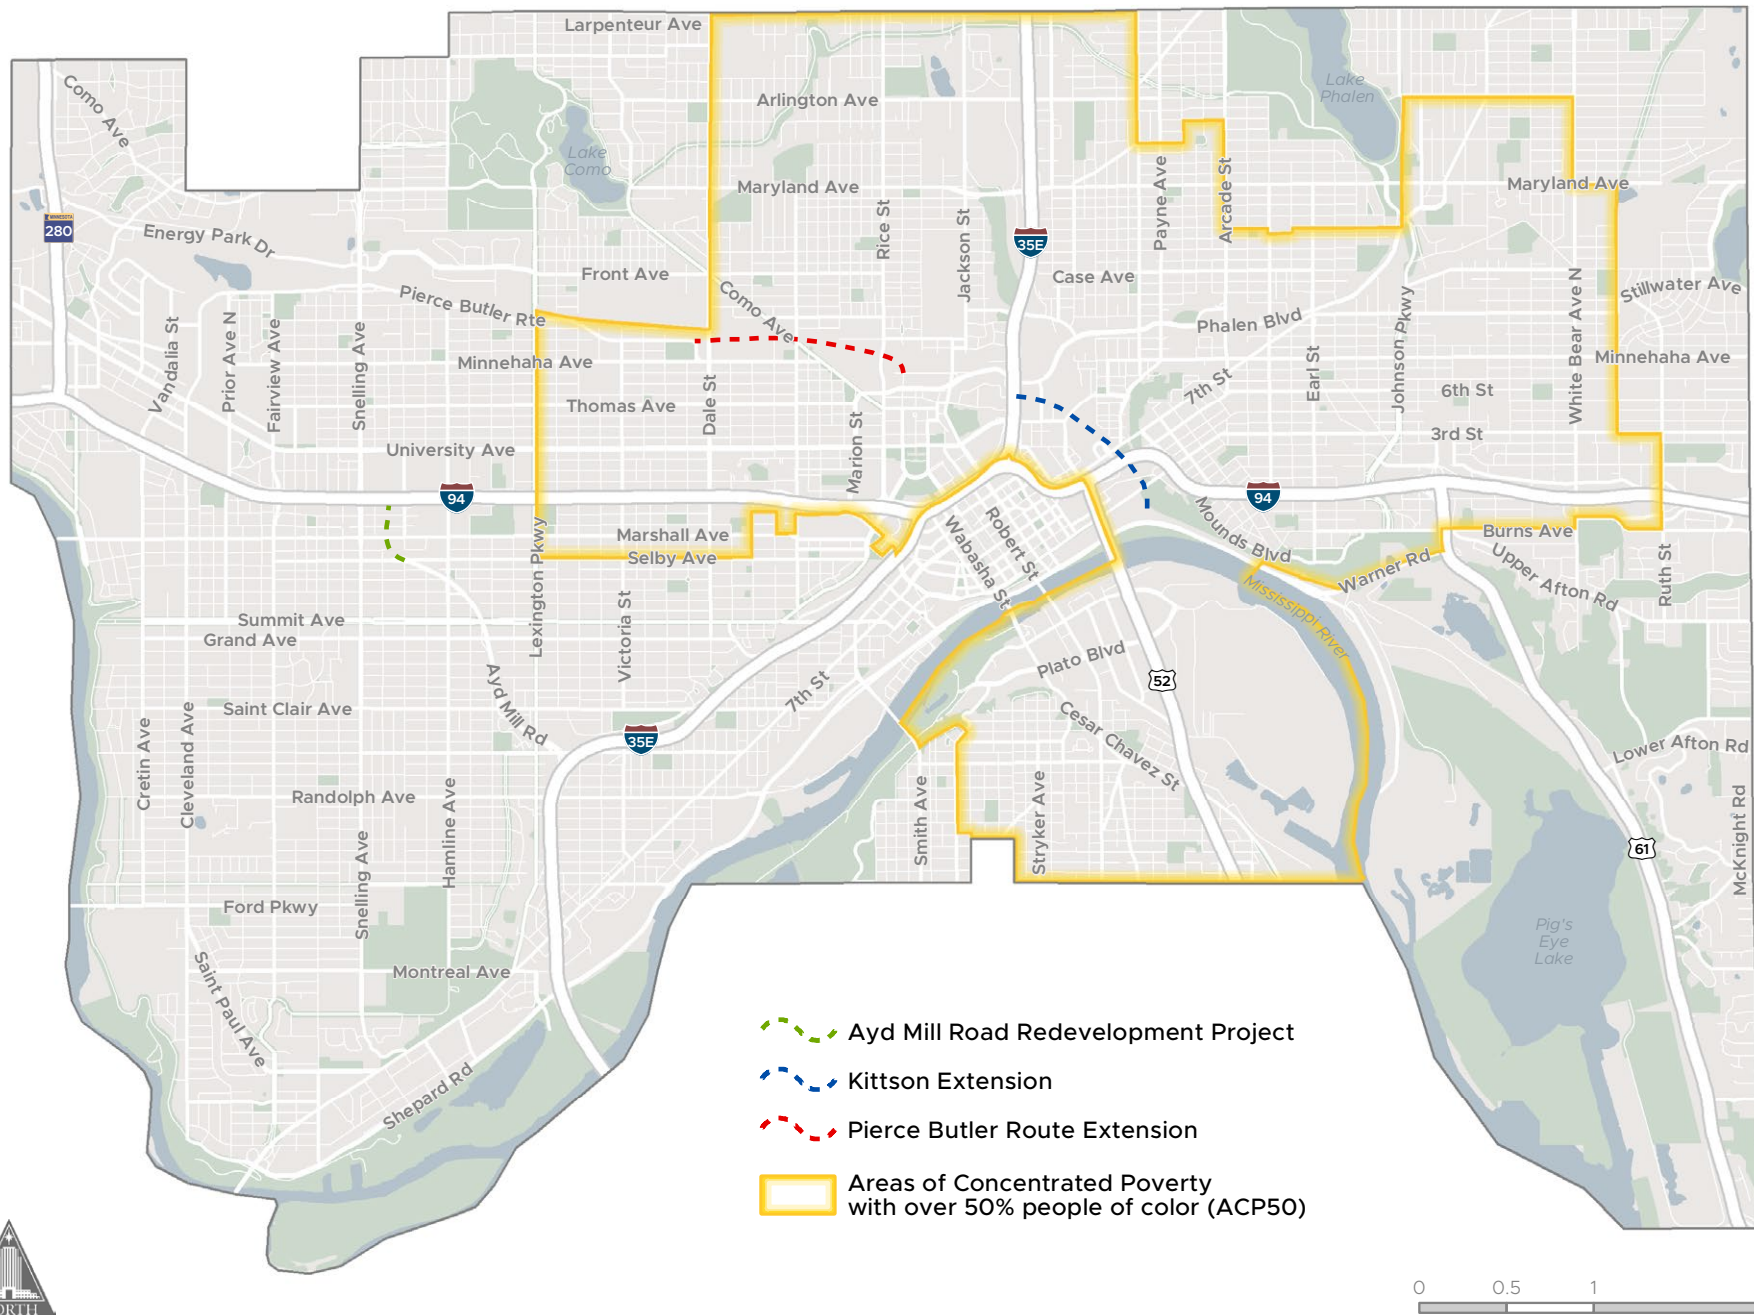 Larpenteur Ave
Como Ave
Arlington Ave
Lake
Phalen
Lake
Como
Maryland Ave
Maryland Ave
Payne Ave
Arcade St
Rice St
Jackson St
MINNESOTA
280
35E
Energy Park Dr
Front Ave
Case Ave
Pierce Butler Rte
Como Ave
Stillwater Ave
Phalen Blvd
Johnson Pkwy
White Bear Ave N
Vandalia St
Prior Ave N
Fairview Ave
Snelling Ave
Minnehaha Ave
Minnehaha Ave
Earl St
7th St
6th St
Thomas Ave
Dale St
Marion St
3rd St
University Ave
94
94
Lexington Pkwy
Marshall Ave
Selby Ave
Wabasha St
Robert St
Mounds Blvd
Burns Ave
Warner Rd
Upper Afton Rd
Ruth St
Mississippi River
Summit Ave
Grand Ave
Victoria St
Plato Blvd
52
7th St
Ayd Mill Rd
Saint Clair Ave
35E
Cesar Chavez St
Lower Afton Rd
Cretin Ave
Cleveland Ave
Randolph Ave
Hamline Ave
Smith Ave
Stryker Ave
McKnight Rd
61
Snelling Ave
Ford Pkwy
Pig's
Eye
Lake
Montreal Ave
Saint Paul Ave
Shepard Rd
Ayd Mill Road Redevelopment Project
Kittson Extension
Pierce Butler Route Extension
Areas of Concentrated Poverty
with over 50% people of color (ACP50)
0 0.5 1
NORTH